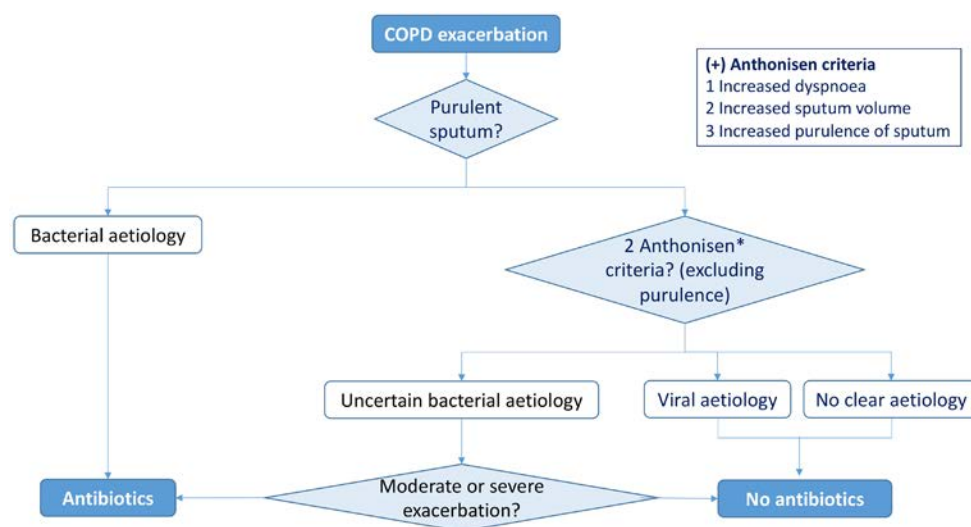 COPD exacerbation
(+) Anthonisen criteria
1 Increased dyspnoea
2 Increased sputum volume
3 Increased purulence of sputum
Purulent
sputum?
Bacterial aetiology
2 Anthonisen*
criteria? (excluding
purulence)
Uncertain bacterial aetiology
Viral aetiology
No clear aetiology
Antibiotics
Moderate or severe
exacerbation?
No antibiotics